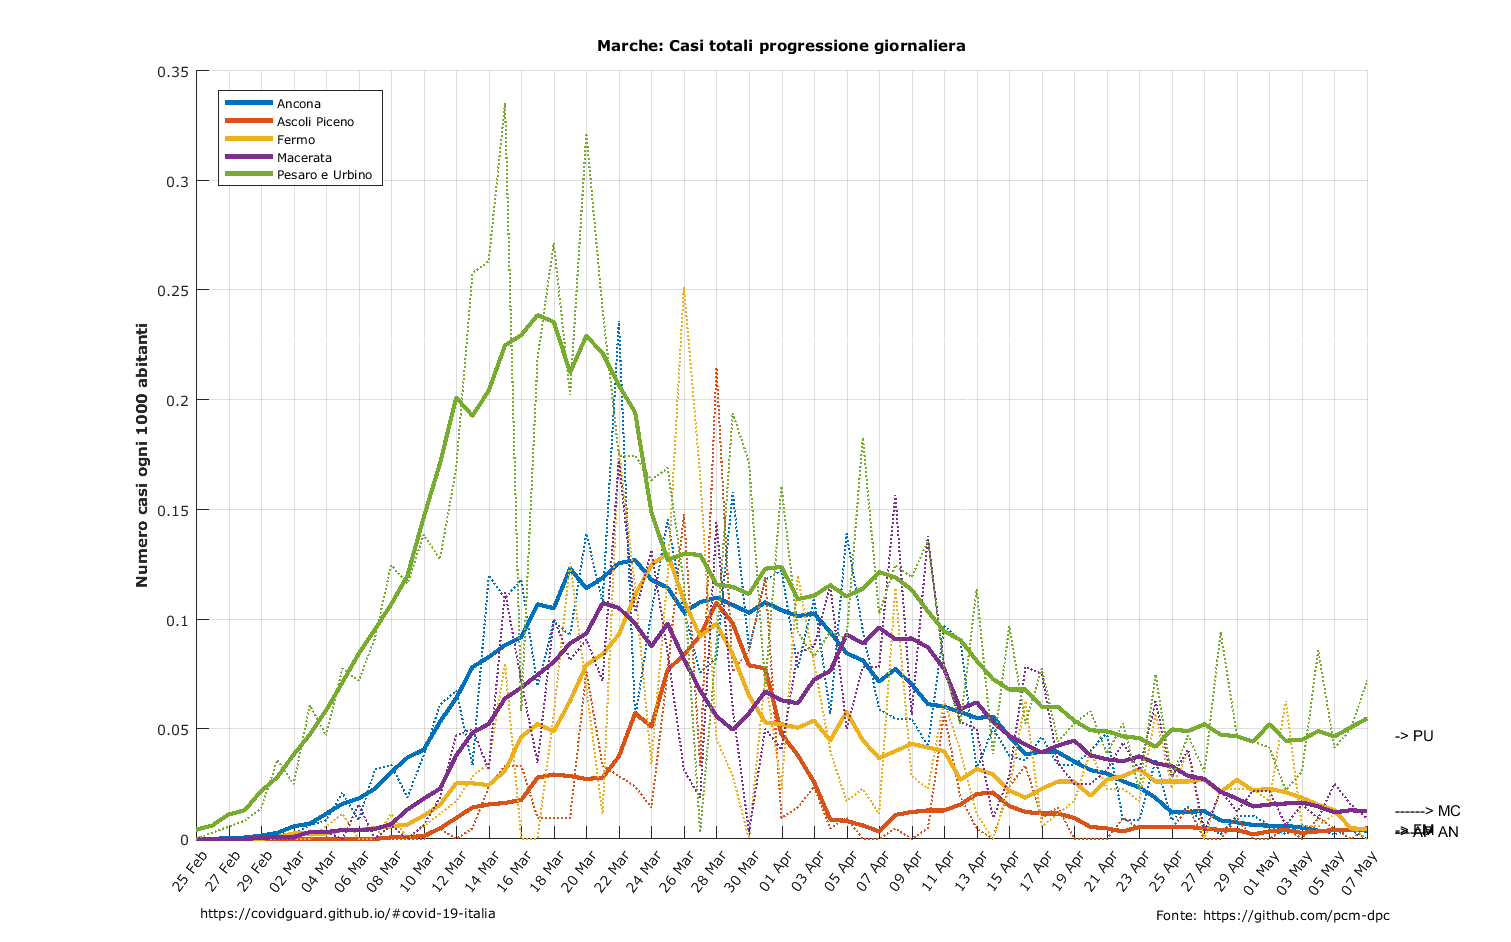 Marche: Casi totali progressione giornaliera
Numero casi ogni 1000 abitanti
0.35
0.3
0.25
0.2
0.15
0.1
0.05
0
Ancona
Ascoli Piceno
Fermo
Macerata
Pesaro e Urbino
-> PU
------> MC
AN
25 Feb
27 Feb
29 Feb
02 Mar
04 Mar
06 Mar
08 Mar
10 Mar
12 Mar
14 Mar
16 Mar
18 Mar
20 Mar
22 Mar
24 Mar
26 Mar
28 Mar
30 Mar
01 Apr
03 Apr
05 Apr
07 Apr
09 Apr
11 Apr
13 Apr
15 Apr
17 Apr
19 Apr
21 Apr
23 Apr
25 Apr
27 Apr
29 Apr
01 May
03 May
05 May
07 May
https://covidguard.github.io/#covid-19-italia
Fonte: https://github.com/pcm-dpc